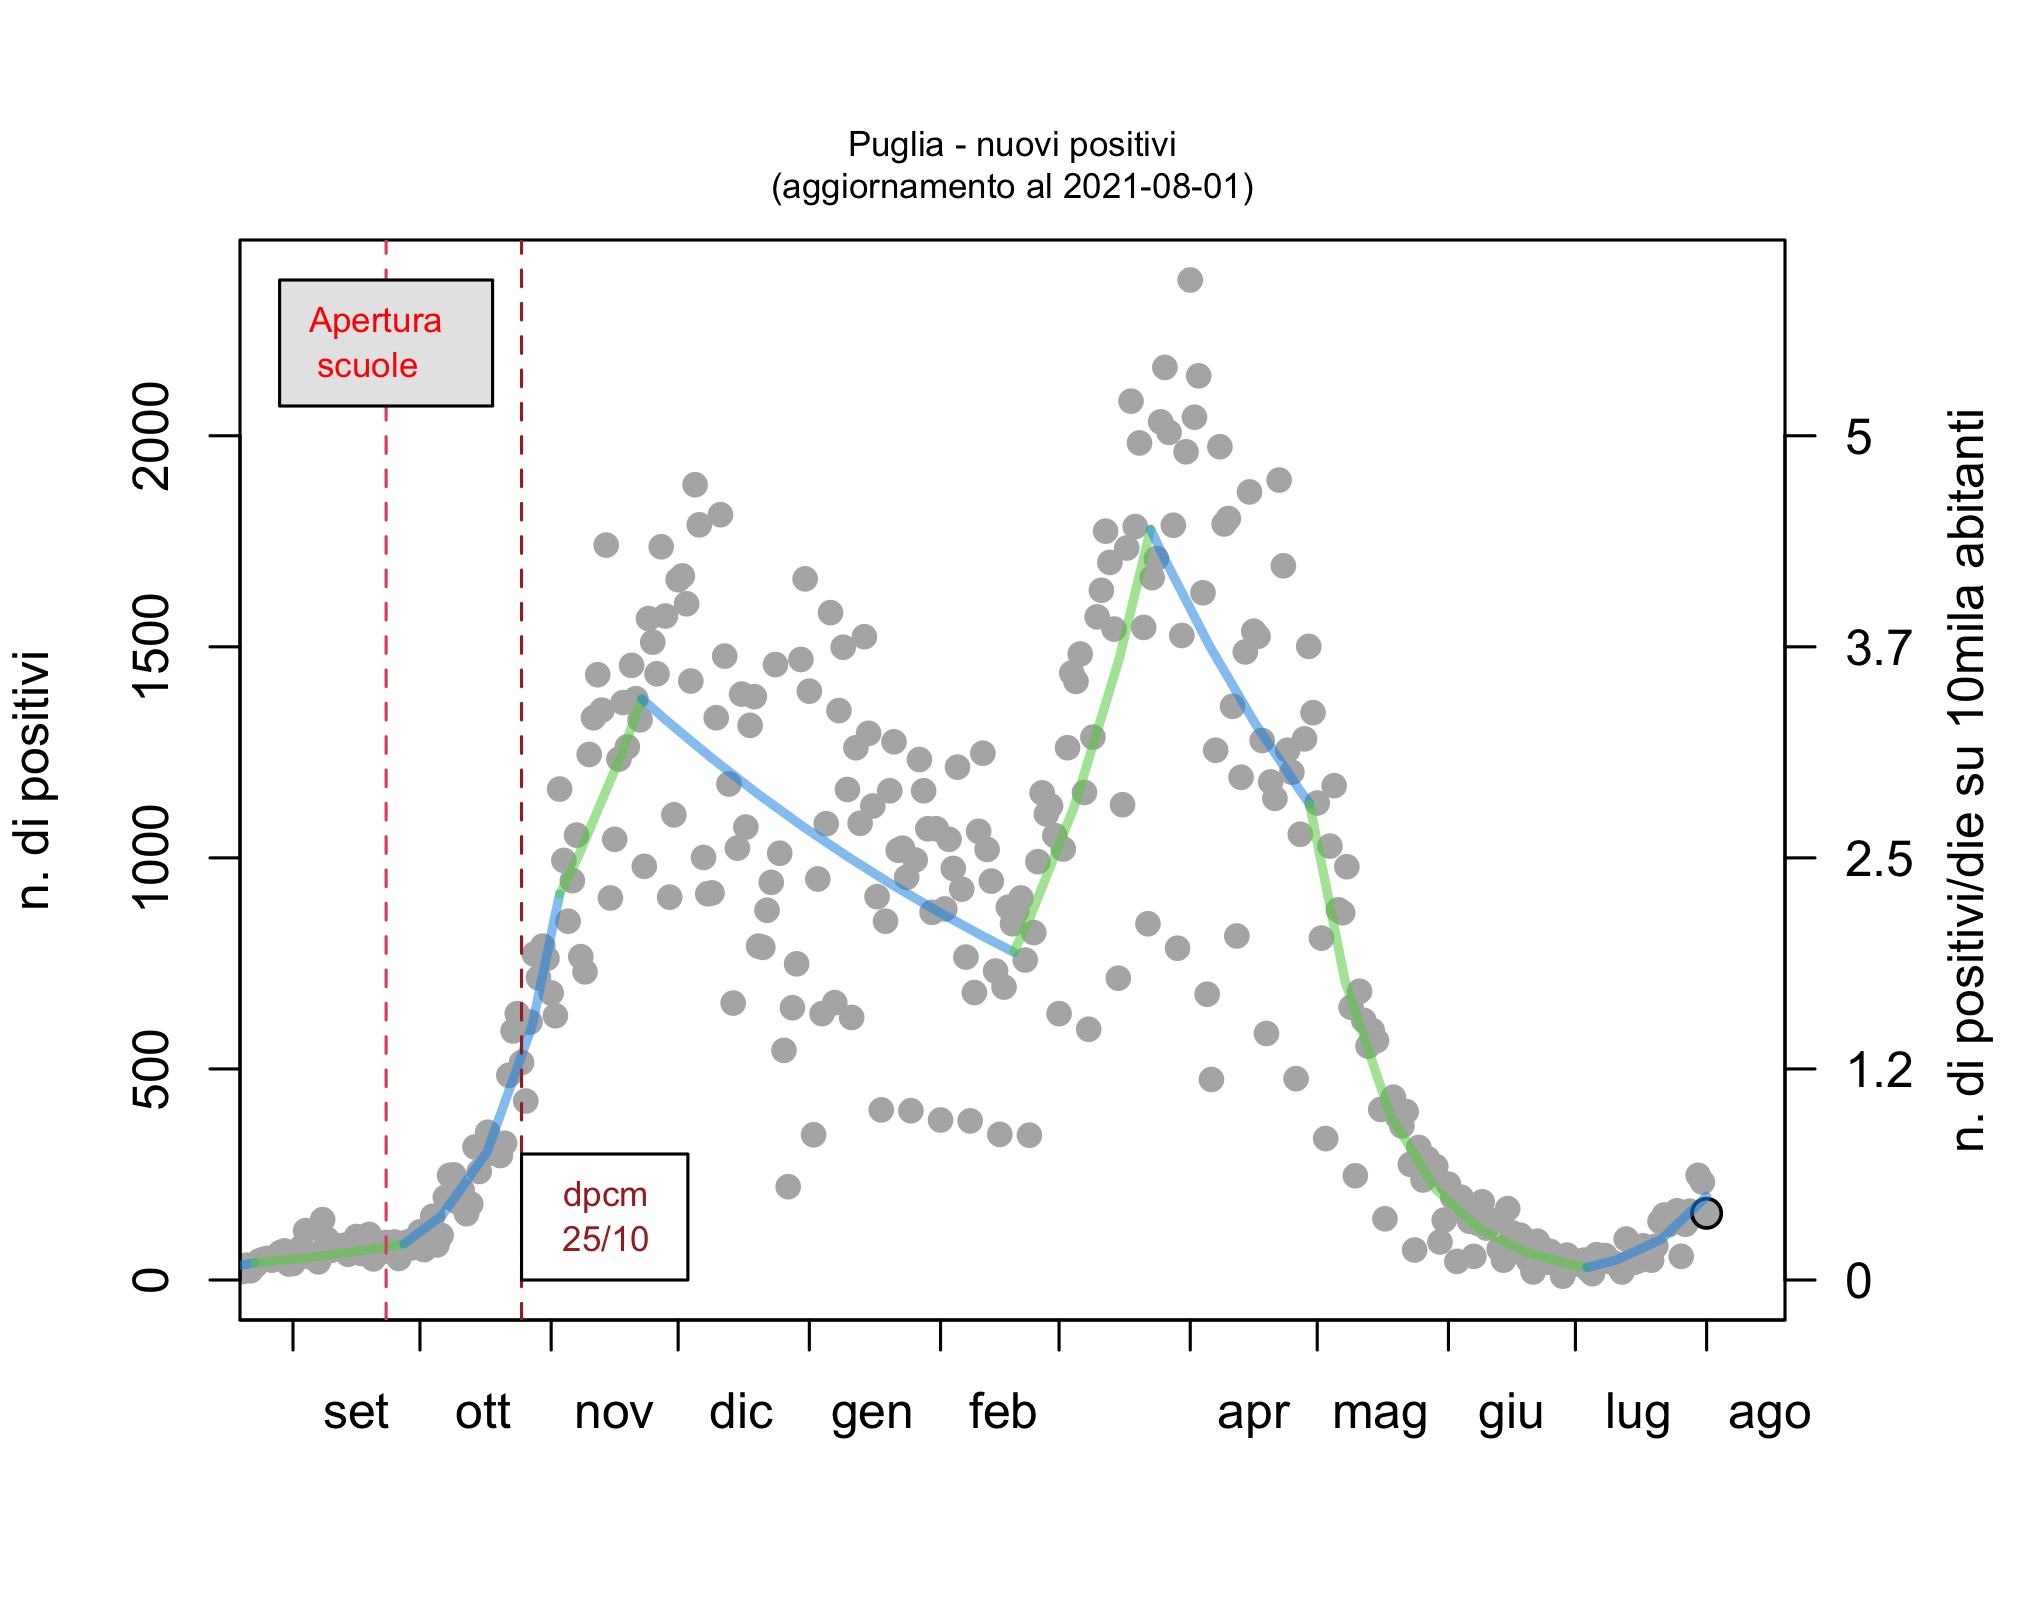 Puglia - nuovi positivi
(aggiornamento al 2021-08-01)
Apertura
scuole
dpcm
25/10
n. di positivi
0
500
1000
1500
2000
n. di positivi/die su 10mila abitanti
0
1.2
2.5
3.7
5
set ott nov dic gen feb apr mag giu lug ago